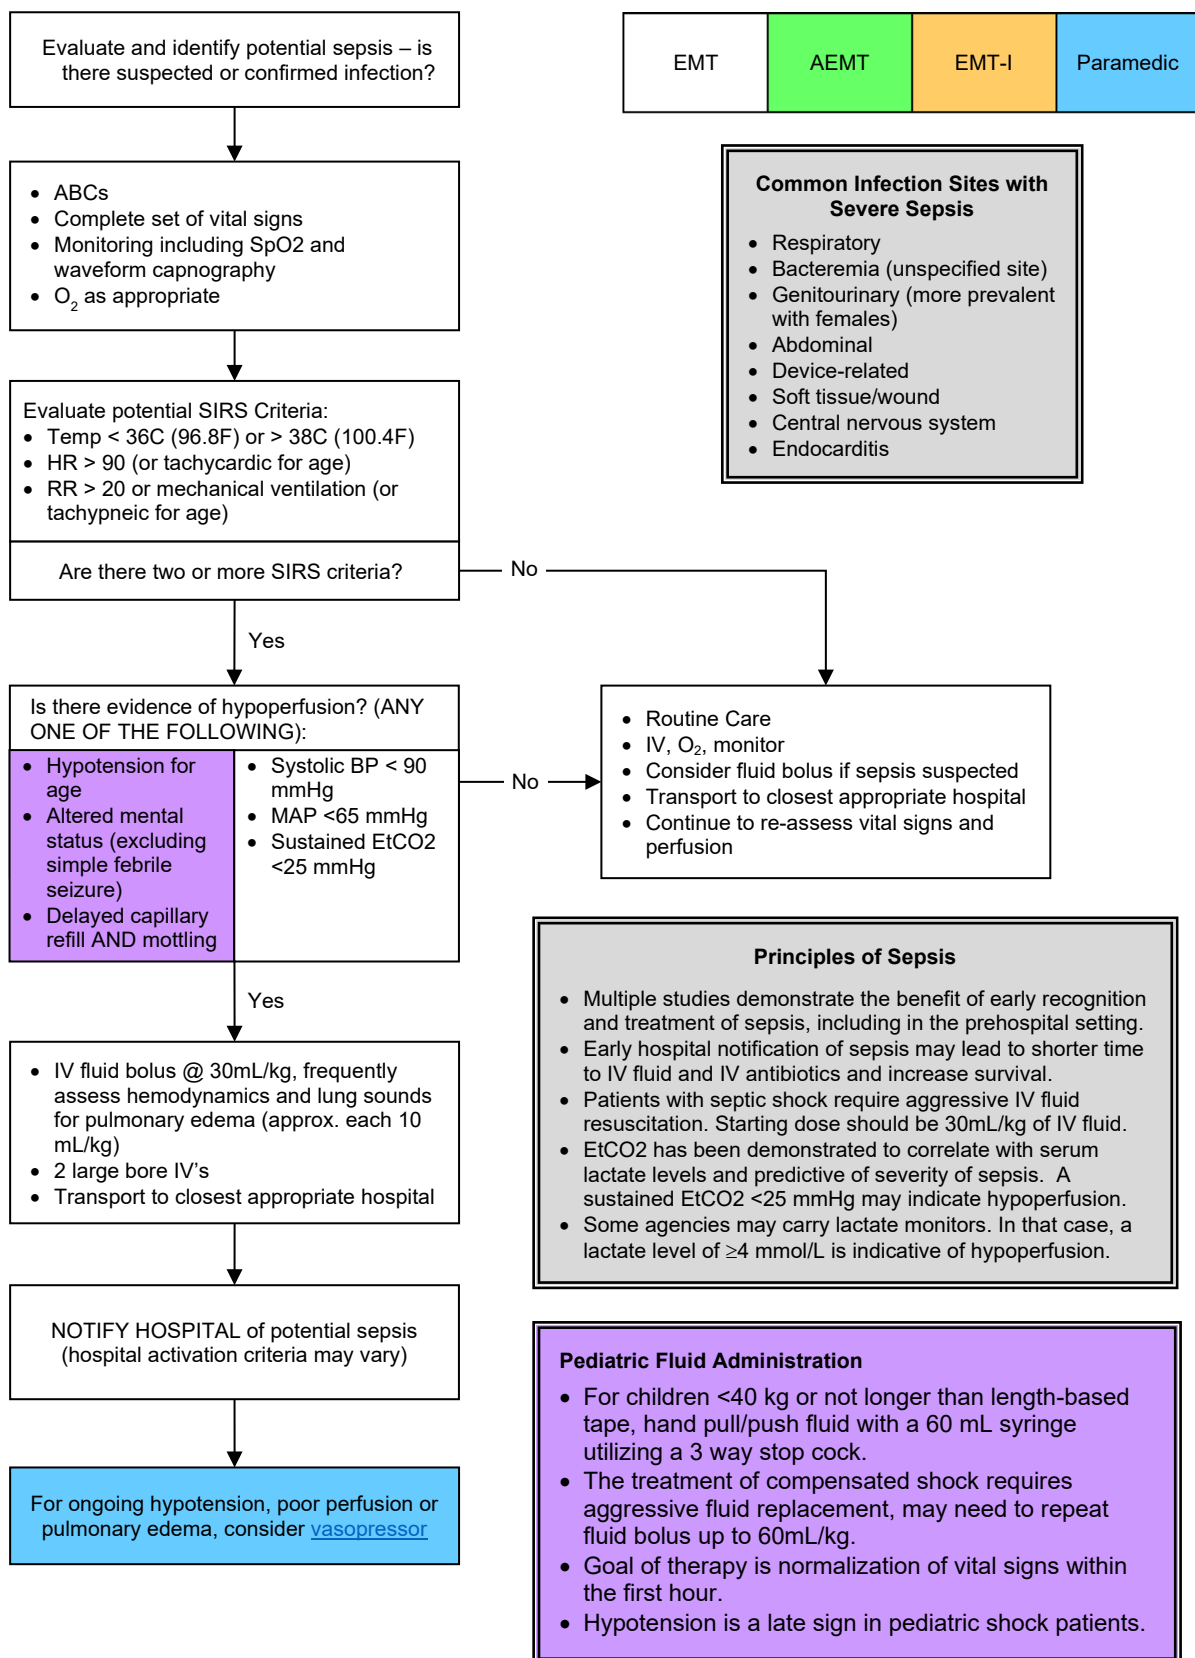 Evaluate and identify potential sepsis – is
there suspected or confirmed infection?
EMT
AEMT
EMT-I
Paramedic
• ABCs
• Complete set of vital signs
• Monitoring including SpO2 and
waveform capnography
• O₂ as appropriate
Common Infection Sites with
Severe Sepsis
• Respiratory
• Bacteremia (unspecified site)
• Genitourinary (more prevalent
with females)
• Abdominal
• Device-related
• Soft tissue/wound
• Central nervous system
• Endocarditis
Evaluate potential SIRS Criteria:
• Temp < 36C (96.8F) or > 38C (100.4F)
• HR > 90 (or tachycardic for age)
• RR > 20 or mechanical ventilation (or
tachypneic for age)
Are there two or more SIRS criteria?
No
Yes
Is there evidence of hypoperfusion? (ANY
ONE OF THE FOLLOWING):
• Hypotension for
age
• Altered mental
status (excluding
simple febrile
seizure)
• Delayed capillary
refill AND mottling
• Systolic BP < 90
mmHg
• MAP <65 mmHg
• Sustained EtCO2
<25 mmHg
No
• Routine Care
• IV, O₂, monitor
• Consider fluid bolus if sepsis suspected
• Transport to closest appropriate hospital
• Continue to re-assess vital signs and
perfusion
Yes
• IV fluid bolus @ 30mL/kg, frequently
assess hemodynamics and lung sounds
for pulmonary edema (approx. each 10
mL/kg)
• 2 large bore IV's
• Transport to closest appropriate hospital
Principles of Sepsis
• Multiple studies demonstrate the benefit of early recognition
and treatment of sepsis, including in the prehospital setting.
• Early hospital notification of sepsis may lead to shorter time
to IV fluid and IV antibiotics and increase survival.
• Patients with septic shock require aggressive IV fluid
resuscitation. Starting dose should be 30mL/kg of IV fluid.
• EtCO2 has been demonstrated to correlate with serum
lactate levels and predictive of severity of sepsis. A
sustained EtCO2 <25 mmHg may indicate hypoperfusion.
• Some agencies may carry lactate monitors. In that case, a
lactate level of ≥4 mmol/L is indicative of hypoperfusion.
NOTIFY HOSPITAL of potential sepsis
(hospital activation criteria may vary)
Pediatric Fluid Administration
• For children <40 kg or not longer than length-based
tape, hand pull/push fluid with a 60 mL syringe
utilizing a 3 way stop cock.
• The treatment of compensated shock requires
aggressive fluid replacement, may need to repeat
fluid bolus up to 60mL/kg.
• Goal of therapy is normalization of vital signs within
the first hour.
• Hypotension is a late sign in pediatric shock patients.
For ongoing hypotension, poor perfusion or
pulmonary edema, consider vasopressor